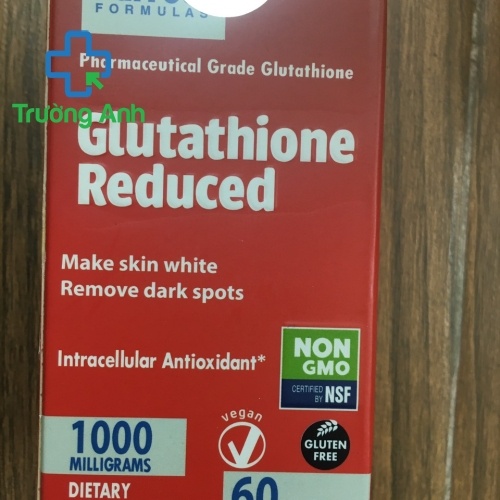 FORMULAS
Pharmaceutical Grade Glutathione
Trường Anh
Glutathione
Reduced
Make skin white
Remove dark spots
Intracellular Antioxidant*
NON
GMO
CERTIFIED
BY NSF
vegan
GLUTEN
FREE
1000
MILLIGRAMS
DIETARY
60